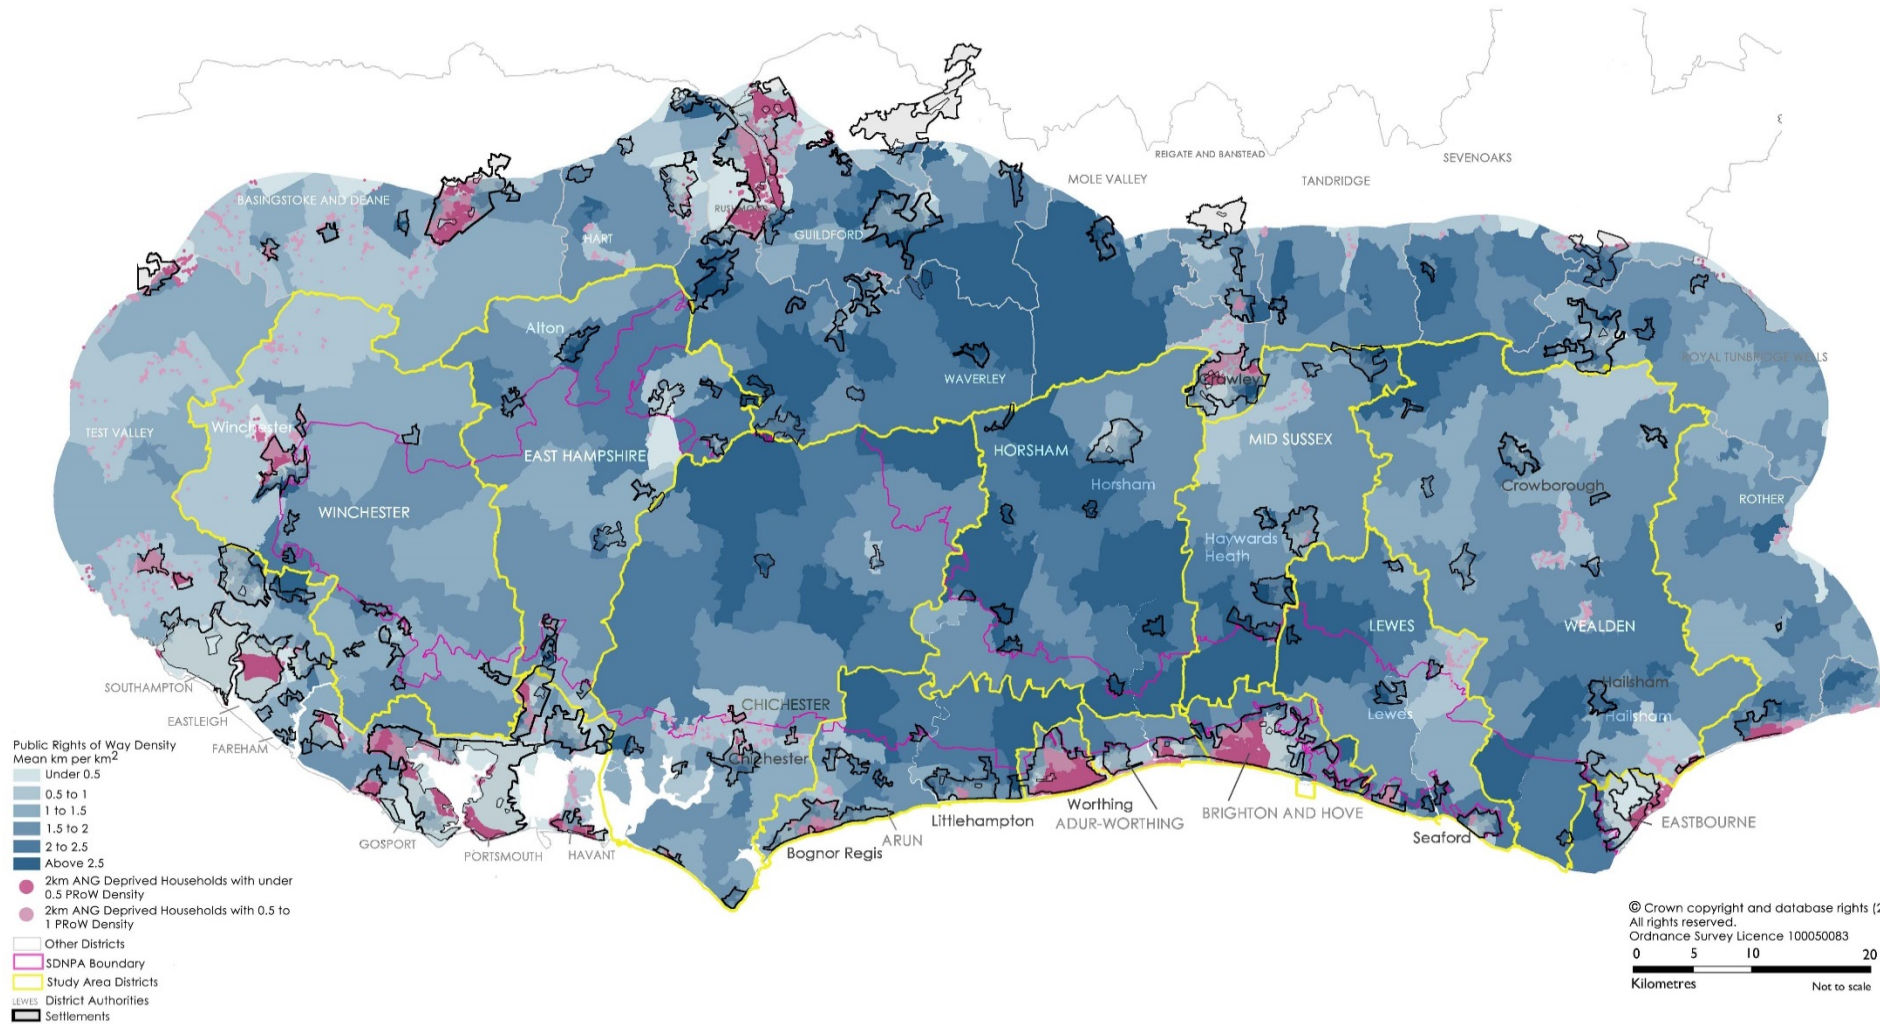 REIGATE AND BANSTEAD
SEVENOAKS
MOLE VALLEY
TANDRIDGE
BASINGSTOKE AND DEANE
HART
GUILDFORD
Alton
WAVERLEY
ROYAL TUNBRIDGE WELLS
Crawley
TEST VALLEY
Winchester
EAST HAMPSHIRE
HORSHAM
MID SUSSEX
Horsham
Crowborough
ROTHER
WINCHESTER
Haywards
Heath
LEWES
WEALDEN
SOUTHAMPTON
EASTLEIGH
FAREHAM
CHICHESTER
Lewes
Hailsham
Hailsham
Chichester
Worthing
ADUR-WORTHING
BRIGHTON AND HOVE
Littlehampton
Seaford
EASTBOURNE
GOSPORT
PORTSMOUTH
HAVANT
Bognor Regis
ARUN
Public Rights of Way Density
Mean km per km2
Under 0.5
0.5 to 1
1 to 1.5
1.5 to 2
2 to 2.5
Above 2.5
2km ANG Deprived Households with under
0.5 PRoW Density
2km ANG Deprived Households with 0.5 to
1 PRoW Density
Other Districts
SDNPA Boundary
Study Area Districts
LEWES District Authorities
Settlements
© Crown copyright and database rights (2
All rights reserved.
Ordnance Survey Licence 100050083
0 5 10 20
Kilometres
Not to scale